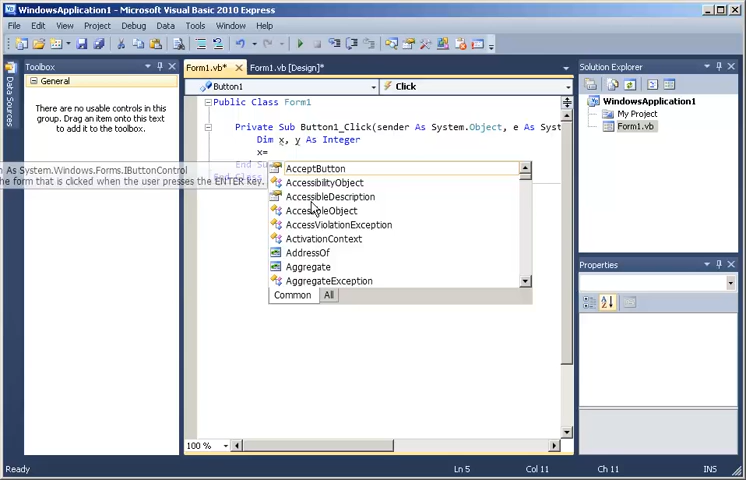 WindowsApplication1 - Microsoft Visual Basic 2010 Express
File Edit View Project Debug Data Tools Window Help
Toolbox
General
There are no usable controls in this
group. Drag an item onto this text
to add it to the toolbox.
Data Sources
Form1.vb*
Form1.vb [Design]*
Button1
Click
Public Class Form1
Private Sub Button1_Click(sender As System.Object, e As Syst
Dim x, y As Integer
x=
End Su
End Class
n As System.Windows.Forms.IButtonControl
he form that is clicked when the user presses the ENTER key.
AcceptButton
AccessibilityObject
AccessibleDescription
AccessibleObject
AccessViolationException
ActivationContext
AddressOf
Aggregate
AggregateException
Common All
100 %
Solution Explorer
WindowsApplication1
My Project
Form1.vb
Properties
Ready
Ln 5
Col 11
Ch 11
INS